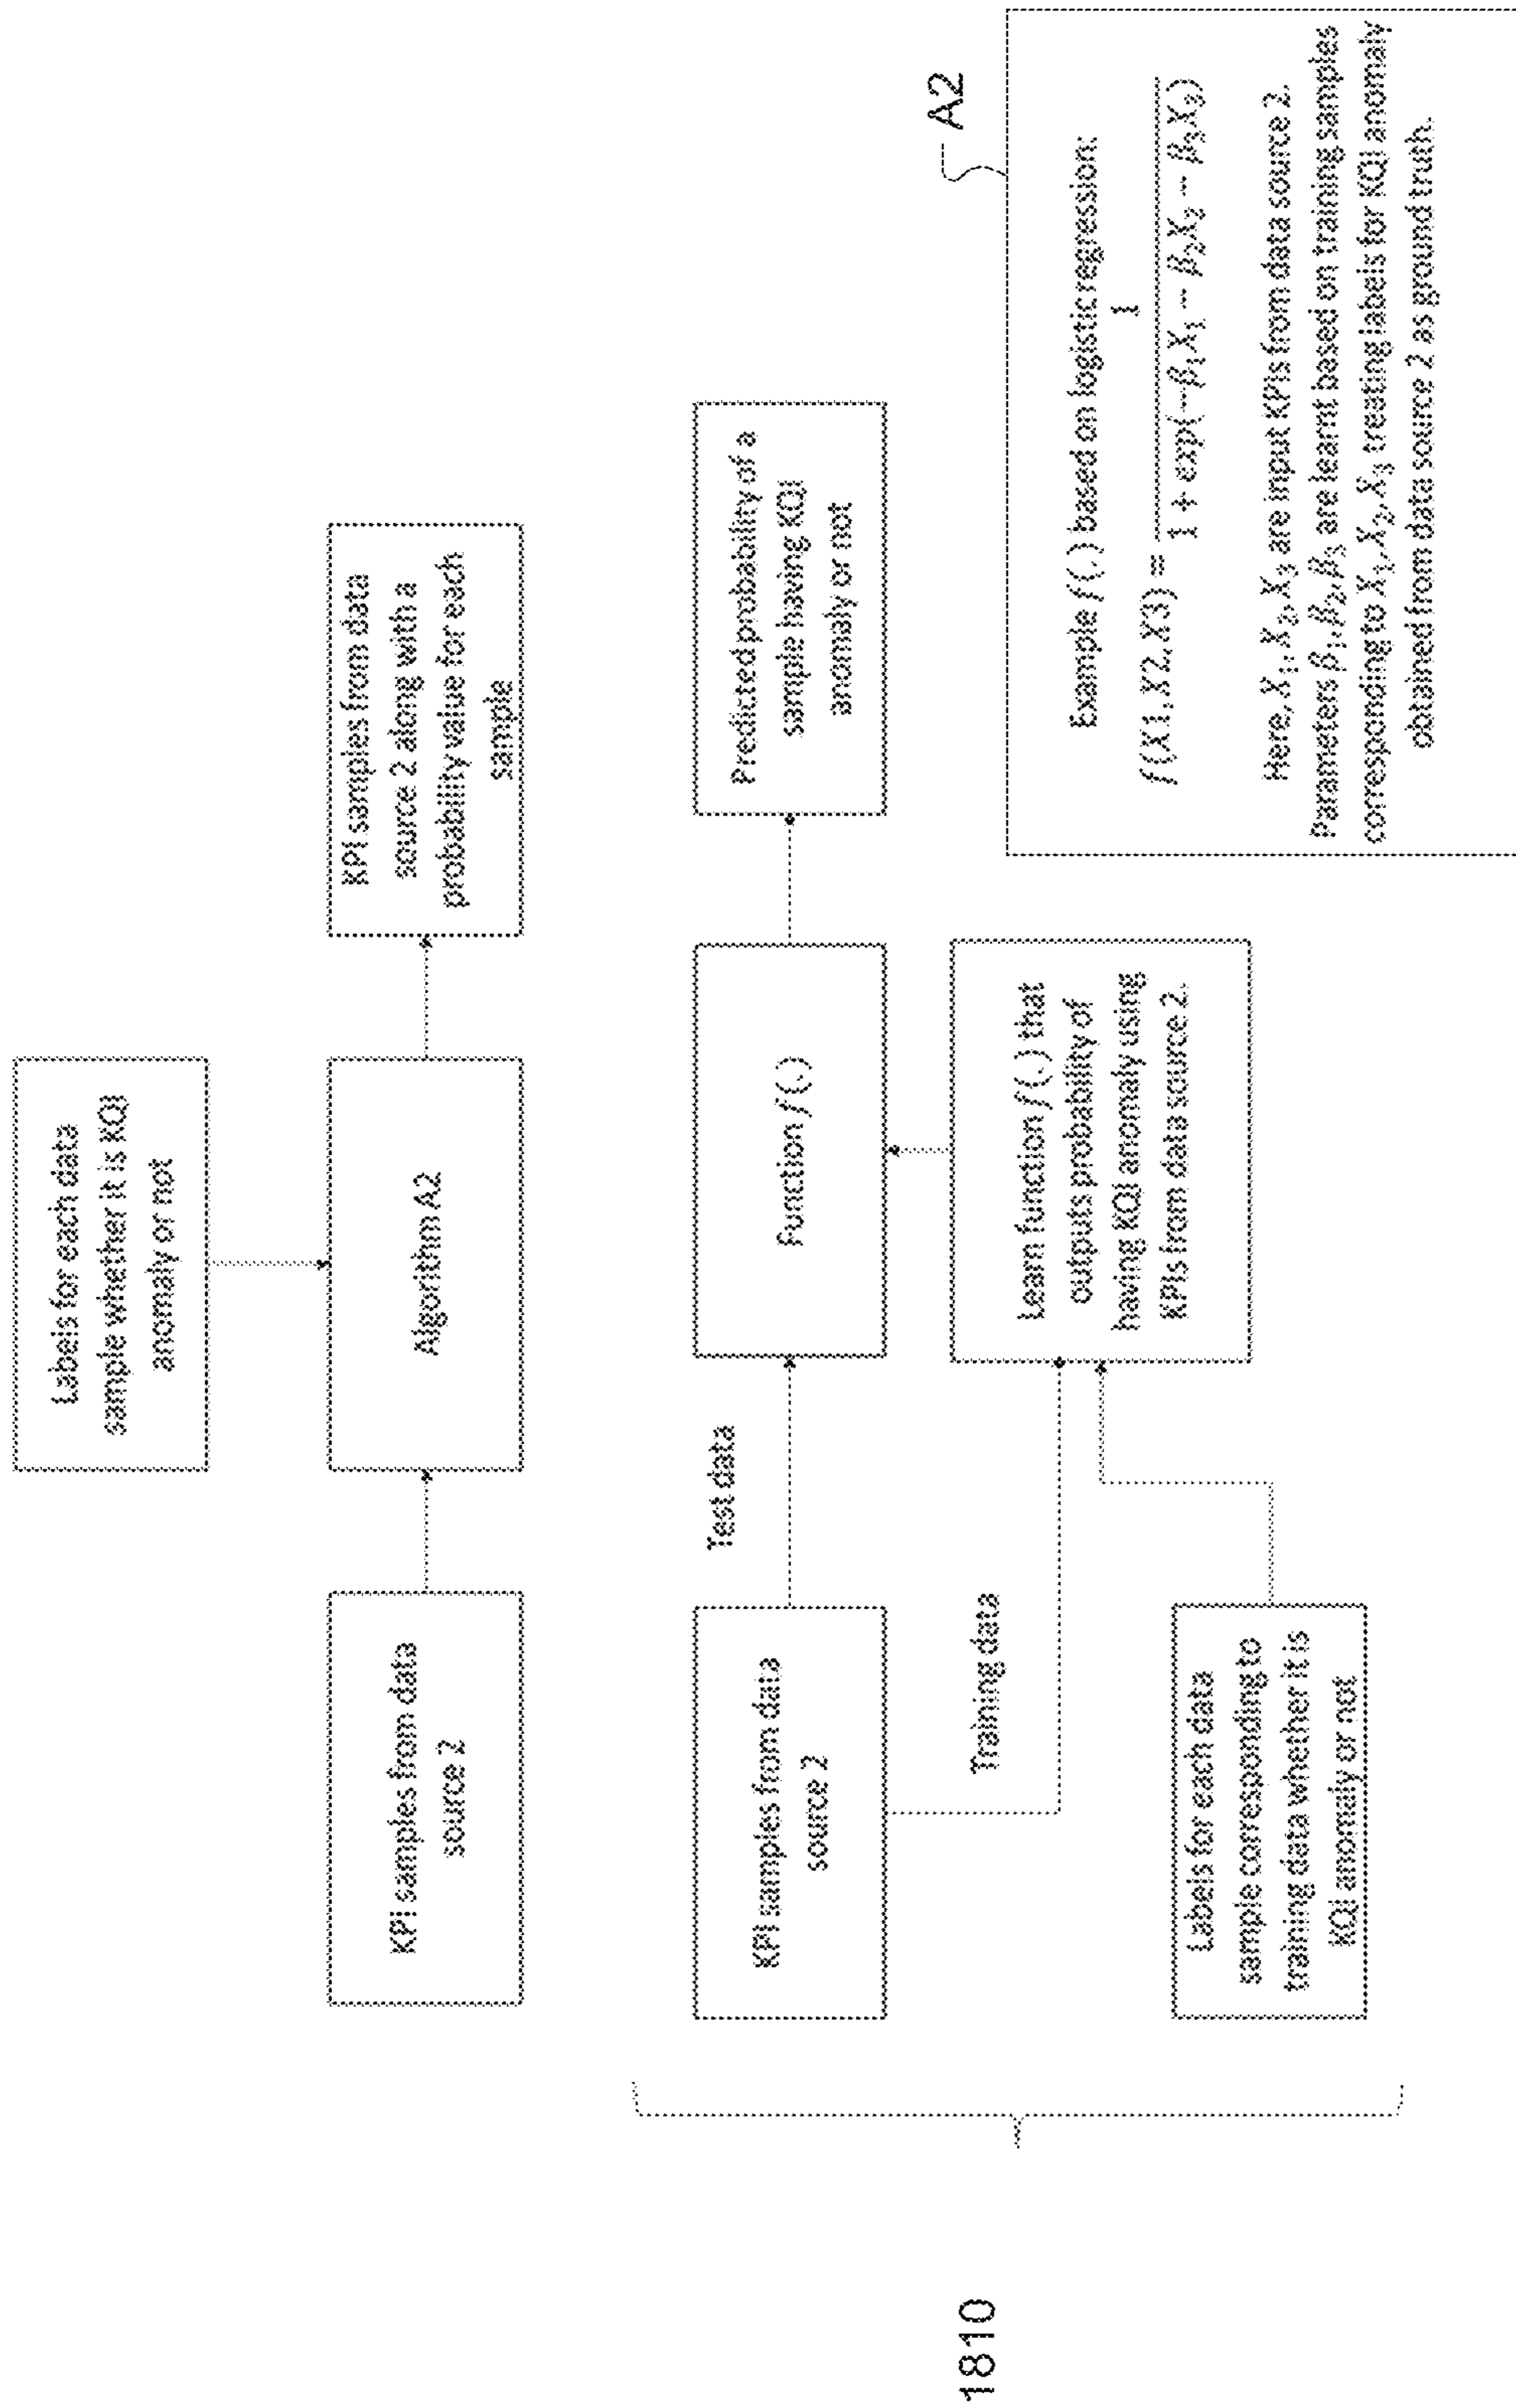 Labels for each data
sample whether it is KQI
anomaly or not
KPI samples from data
source 2
Algorithm A2
KPI samples from data
source 2 along with a
probability value for each
sample
1810
KPI samples from data
source 2
Test data
Function f(.)
Predicted probability of a
sample having KQI
anomaly or not
Training data
Labels for each data
sample corresponding to
training data whether it is
KQI anomaly or not
Learn function f(.) that
outputs probability of
having KQI anomaly using
KPIs from data source 2.
A2
Example f(.) based on logistic regression:
f(X1,X2,X3) = 1 / 1 + exp(−β₁X₁ − β₂X₂ − β₃X₃)
Here, X₁,X₂,X₃ are input KPIs from data source 2.
Parameters β₁,β₂,β₃ are learnt based on training samples
corresponding to X₁,X₂,X₃ treating labels for KQI anomaly
obtained from data source 2 as ground truth.